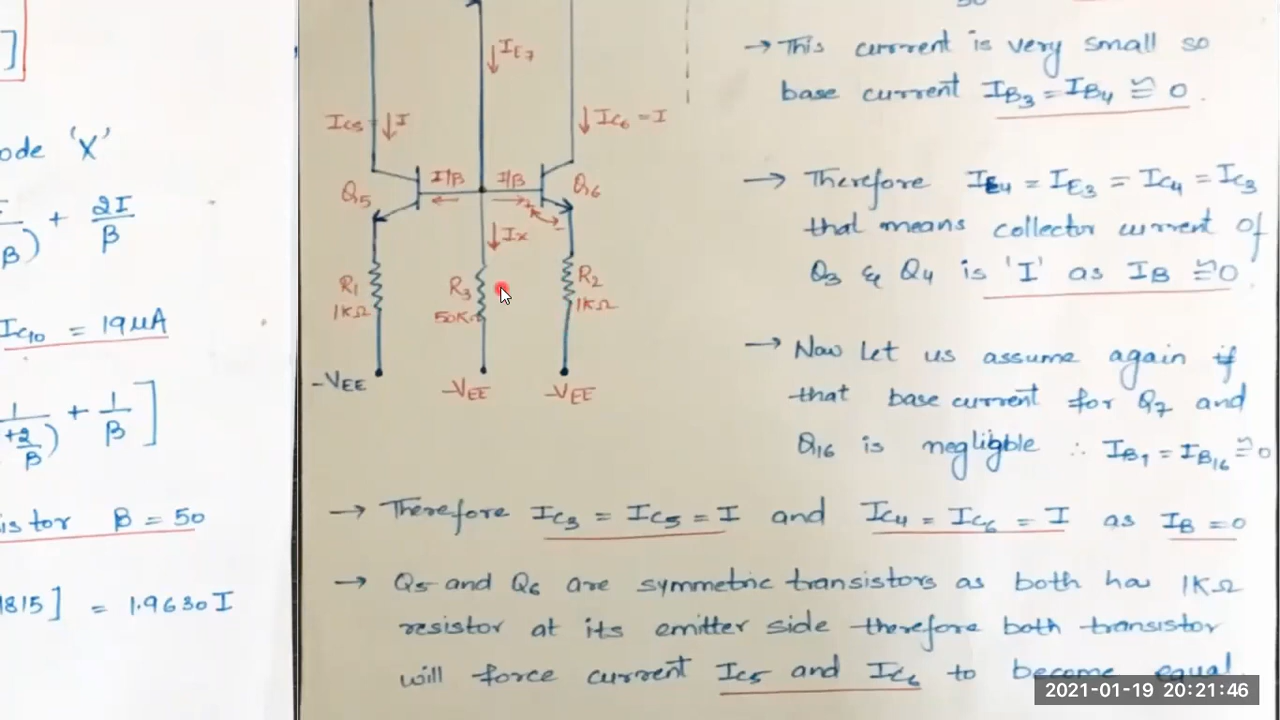 ]
ode 'X'
+ 2I/β
β)
Ic10 = 19μA
+ 1/β ]
+2/β)
istor β = 50
1815] = 1.9630 I
↓ IE7
Ic5 ↓ I
↓ Ic6 = I
Q5
I/β
I/β
Q6
↓ Ix
R1
1KΩ
R3
50KΩ
R2
1KΩ
-VEE
-VEE
-VEE
→ This current is very small so
base current IB3 = IB4 ≅ 0.
→ Therefore IE4 = IE3 = Ic4 = Ic3
that means collector current of
Q3 & Q4 is 'I' as IB ≅ 0
→ Now Let us assume again if
that base current for Q7 and
Q16 is negligble ∴ IB7 = IB16 ≅ 0
→ Therefore Ic3 = Ic5 = I and Ic4 = Ic6 = I as IB = 0
→ Q5 and Q6 are symmetric transistors as both has 1KΩ
resistor at its emitter side therefore both transistor
will force current Ic5 and Ic6 to become equal
2021-01-19 20:21:46